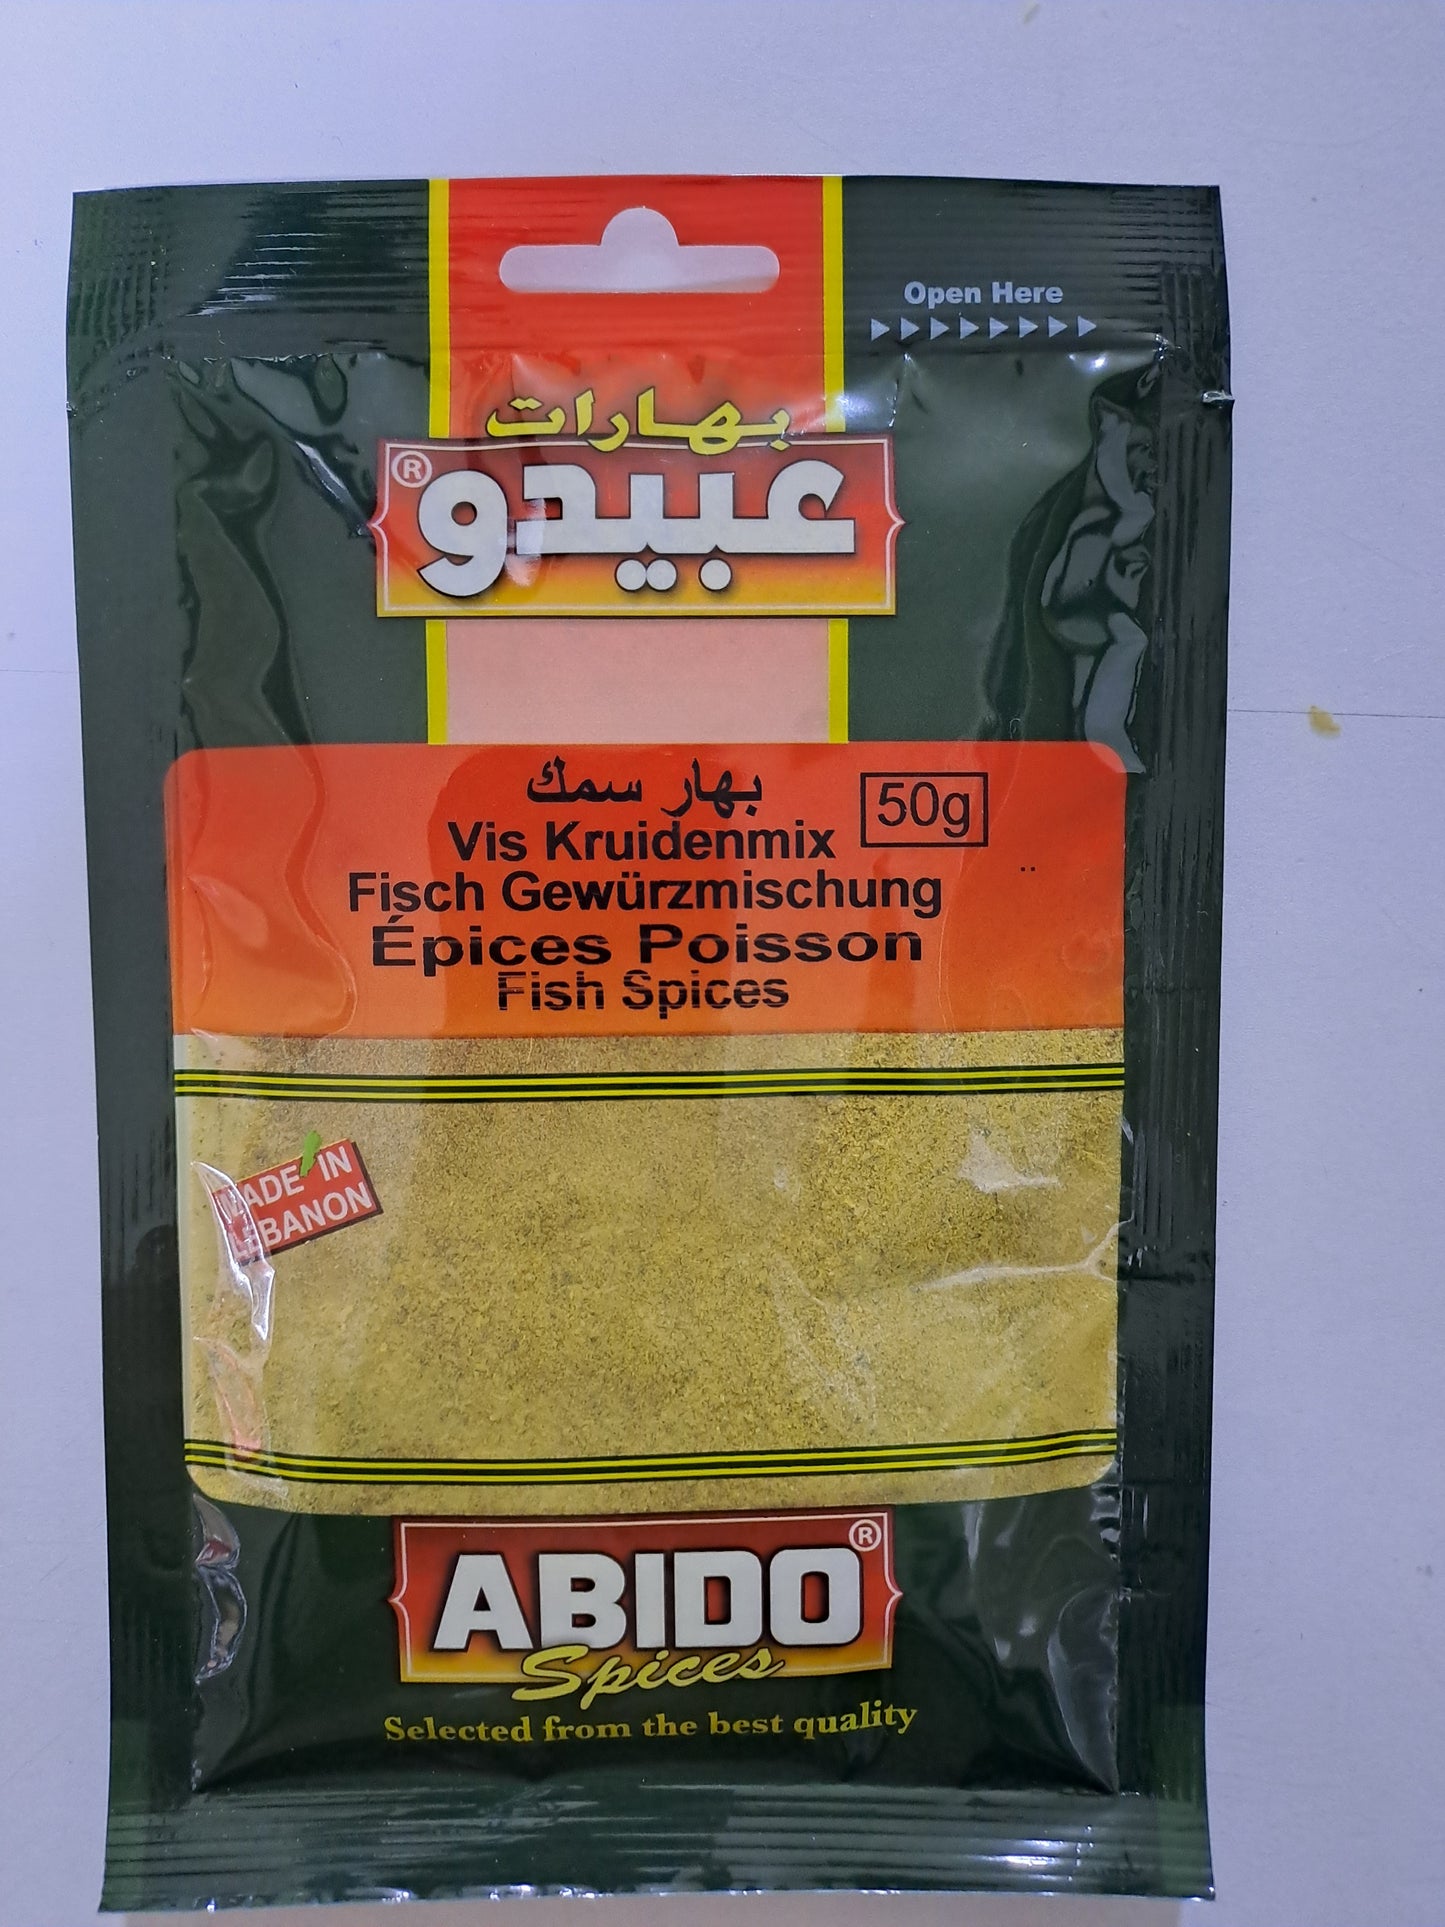 Open Here
بهارات
عبيدو®
بهار سمك
50g
Vis Kruidenmix
Fisch Gewürzmischung
Épices Poisson
Fish Spices
MADE IN
LEBANON
ABIDO®
Spices
Selected from the best quality